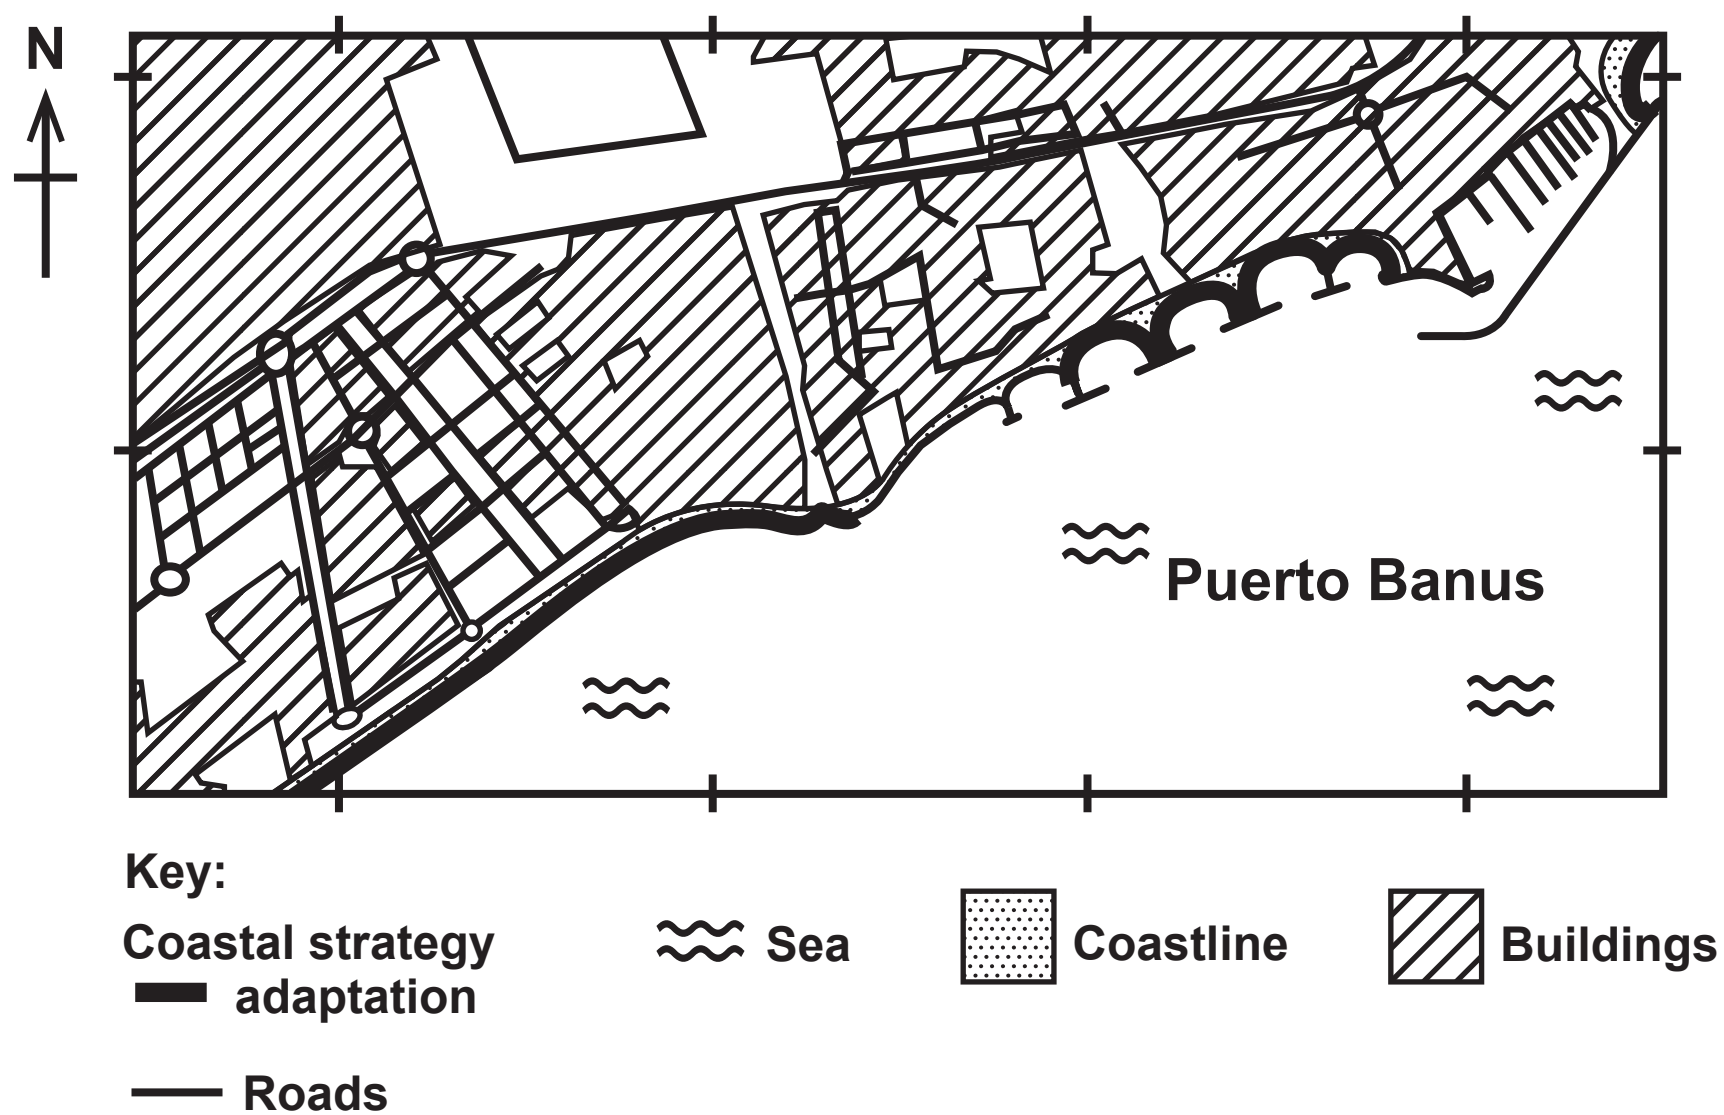 N
Puerto Banus
Key:
Coastal strategy
adaptation
Sea
Coastline
Buildings
Roads